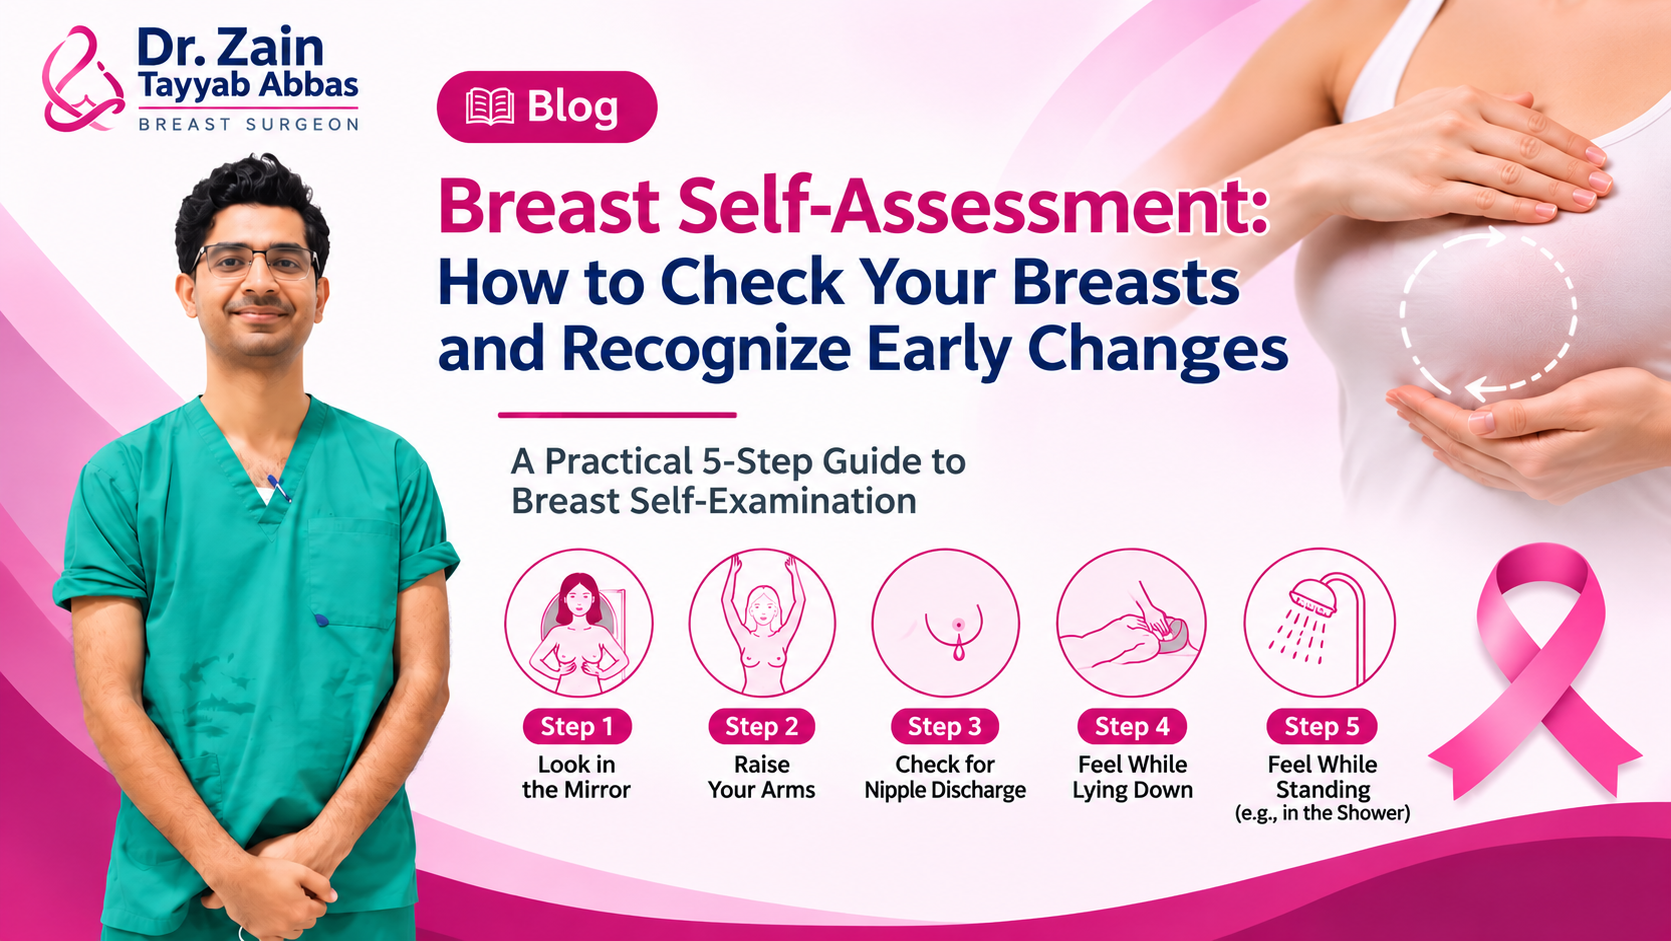 Dr. Zain
Tayyab Abbas
BREAST SURGEON
Blog
Breast Self-Assessment:
How to Check Your Breasts
and Recognize Early Changes
A Practical 5-Step Guide to
Breast Self-Examination
Step 1
Look in
the Mirror
Step 2
Raise
Your Arms
Step 3
Check for
Nipple Discharge
Step 4
Feel While
Lying Down
Step 5
Feel While
Standing
(e.g., in the Shower)